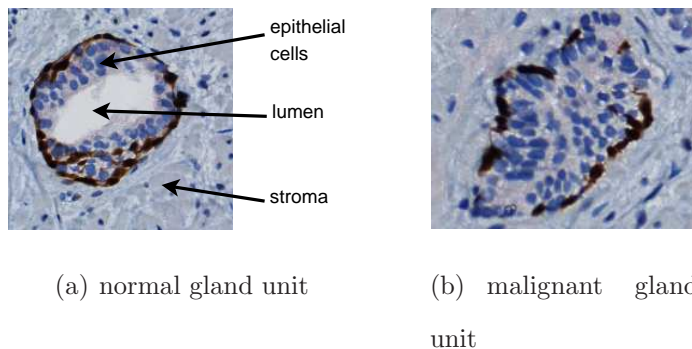 epithelial
cells
lumen
stroma
(a) normal gland unit
(b) malignant gland
unit